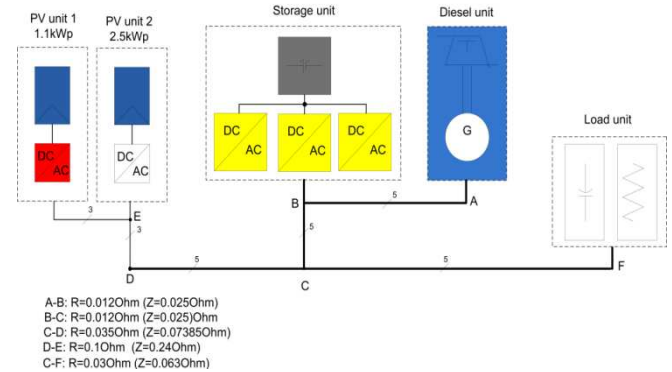 PV unit 1
1.1kWp
PV unit 2
2.5kWp
Storage unit
Diesel unit
Load unit
DC
AC
DC
AC
DC
AC
DC
AC
DC
AC
T
G
3
E
3
B
5
A
5
D
5
C
5
F
A-B: R=0.012Ohm (Z=0.025Ohm)
B-C: R=0.012Ohm (Z=0.025)Ohm
C-D: R=0.035Ohm (Z=0.07385Ohm)
D-E: R=0.1Ohm (Z=0.24Ohm)
C-F: R=0.03Ohm (Z=0.063Ohm)